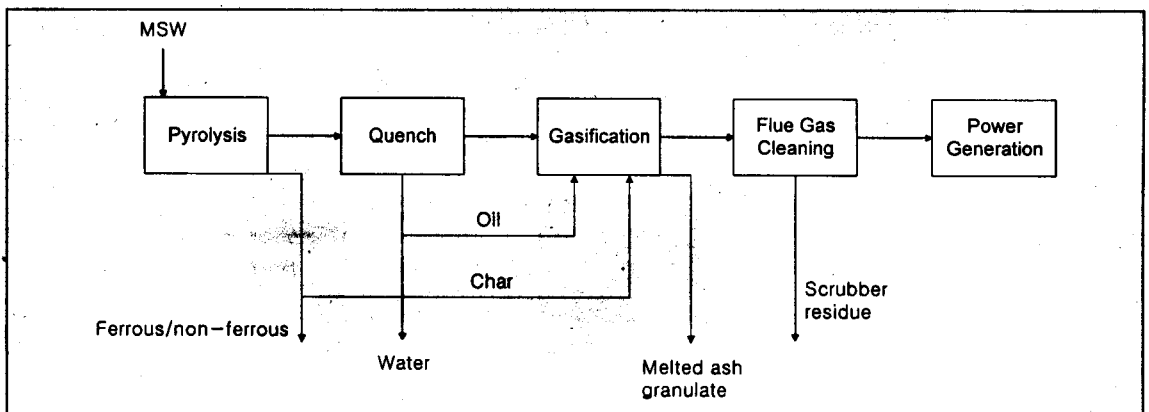 MSW
Pyrolysis
Quench
Gasification
Flue Gas
Cleaning
Power
Generation
Oil
Char
Ferrous/non-ferrous
Water
Melted ash
granulate
Scrubber
residue